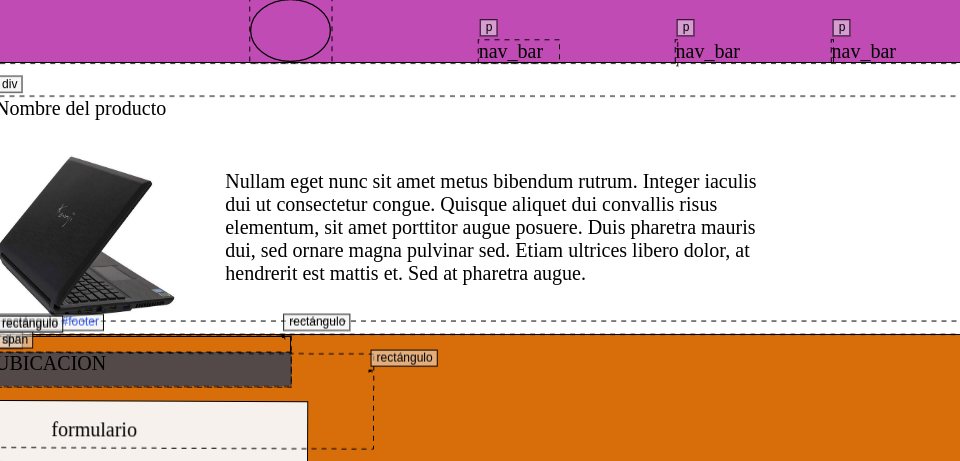 p
p
p
nav_bar
nav_bar
nav_bar
div
Nombre del producto
Nullam eget nunc sit amet metus bibendum rutrum. Integer iaculis
dui ut consectetur congue. Quisque aliquet dui convallis risus
elementum, sit amet porttitor augue posuere. Duis pharetra mauris
dui, sed ornare magna pulvinar sed. Etiam ultrices libero dolor, at
hendrerit est mattis et. Sed at pharetra augue.
rectángulo
#footer
rectángulo
span
rectángulo
UBICACION
formulario